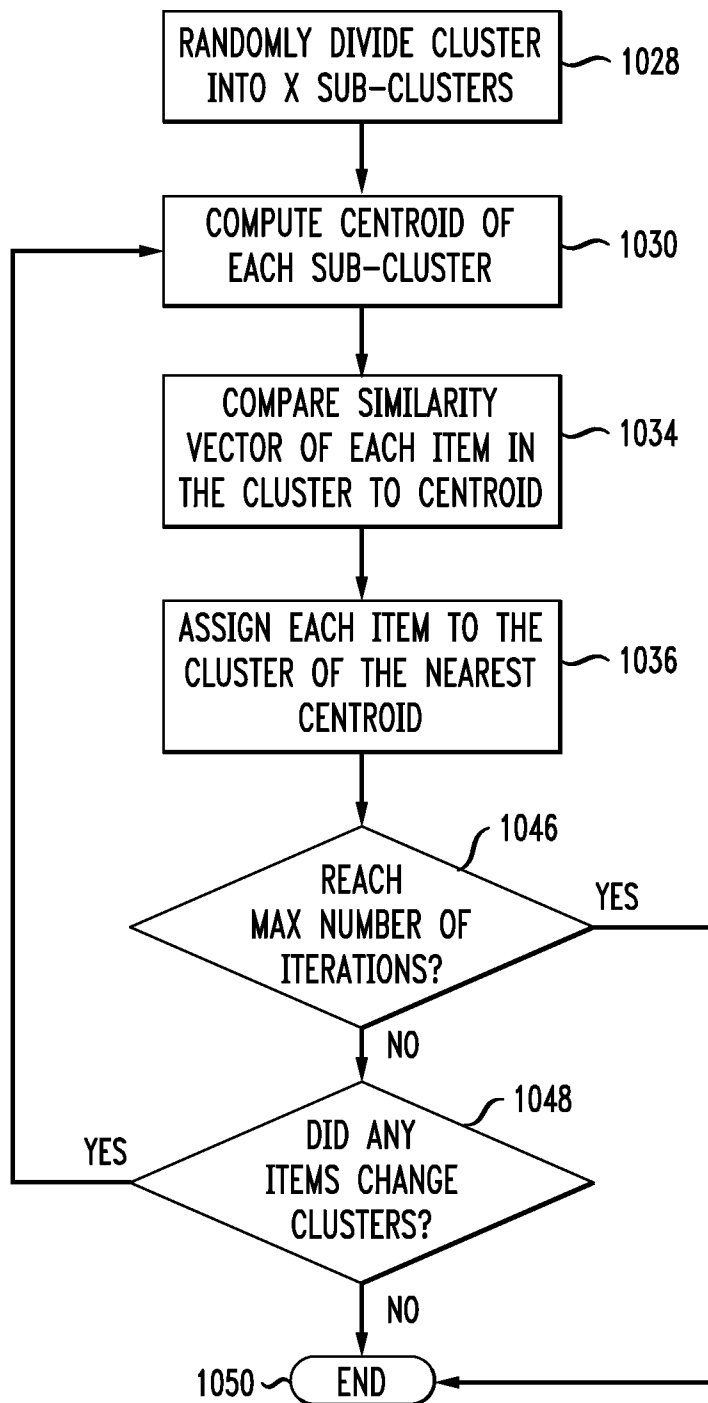 RANDOMLY DIVIDE CLUSTER
INTO X SUB-CLUSTERS
1028
COMPUTE CENTROID OF
EACH SUB-CLUSTER
1030
COMPARE SIMILARITY
VECTOR OF EACH ITEM IN
THE CLUSTER TO CENTROID
1034
ASSIGN EACH ITEM TO THE
CLUSTER OF THE NEAREST
CENTROID
1036
1046
REACH
MAX NUMBER OF
ITERATIONS?
YES
NO
1048
DID ANY
ITEMS CHANGE
CLUSTERS?
YES
NO
1050
END